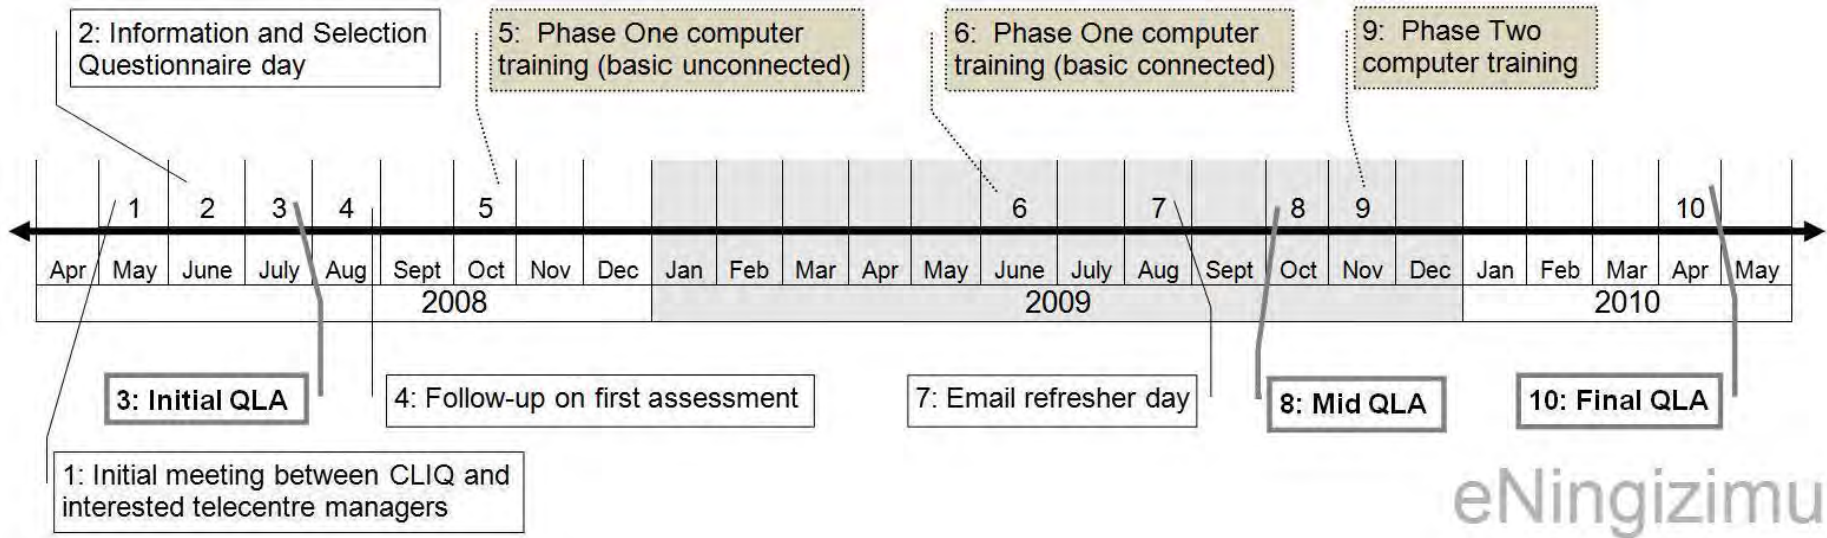 2: Information and Selection
Questionnaire day
5: Phase One computer
training (basic unconnected)
6: Phase One computer
training (basic connected)
9: Phase Two
computer training
1 2 3 4 5 6 7 8 9 10
Apr May June July Aug Sept Oct Nov Dec Jan Feb Mar Apr May June July Aug Sept Oct Nov Dec Jan Feb Mar Apr May
2008 2009 2010
3: Initial QLA
4: Follow-up on first assessment
7: Email refresher day
8: Mid QLA
10: Final QLA
1: Initial meeting between CLIQ and
interested telecentre managers
eNingizimu